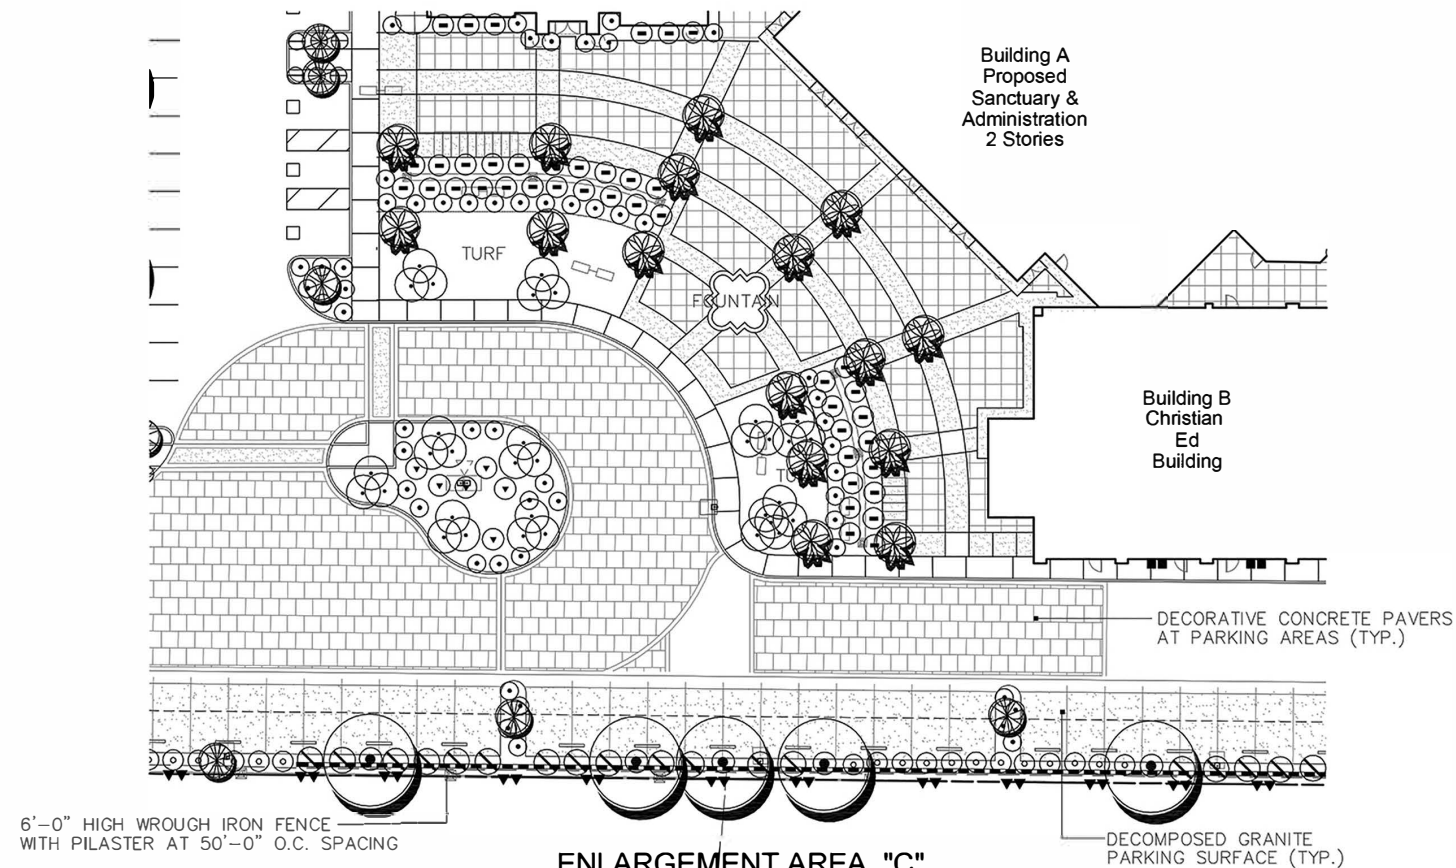 Building A
Proposed
Sanctuary &
Administration
2 Stories
TURF
FOUNTAIN
Building B
Christian
Ed
Building
DECORATIVE CONCRETE PAVERS
AT PARKING AREAS (TYP.)
6'-0" HIGH WROUGH IRON FENCE
WITH PILASTER AT 50'-0" O.C. SPACING
DECOMPOSED GRANITE
PARKING SURFACE (TYP.)
ENLARGEMENT AREA "C"